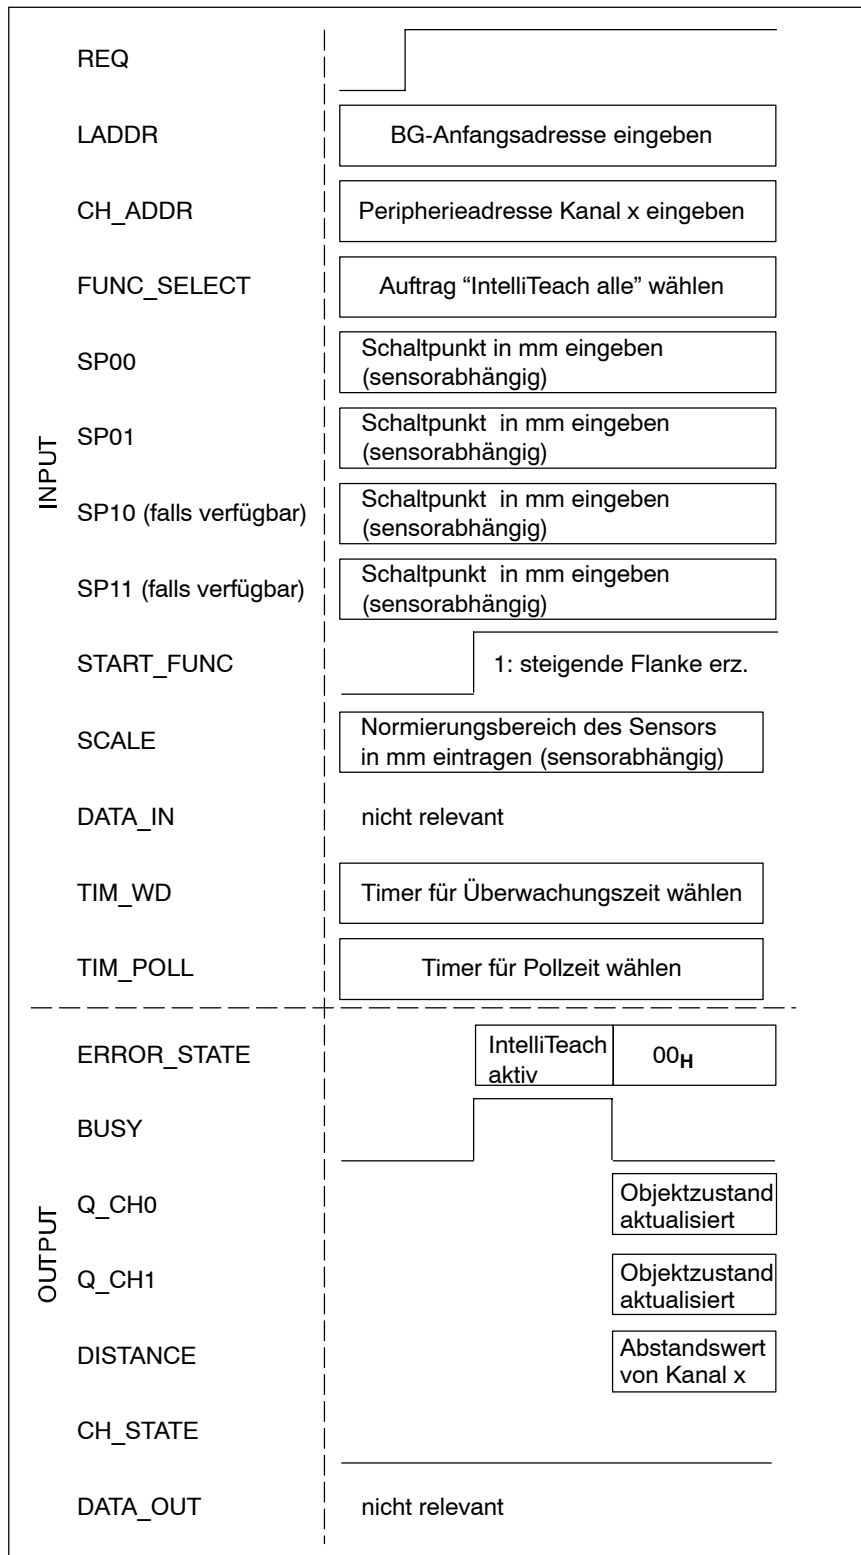 REQ
LADDR
BG-Anfangsadresse eingeben
CH_ADDR
Peripherieadresse Kanal x eingeben
FUNC_SELECT
Auftrag “IntelliTeach alle” wählen
SP00
Schaltpunkt in mm eingeben
(sensorabhängig)
SP01
Schaltpunkt in mm eingeben
(sensorabhängig)
INPUT
SP10 (falls verfügbar)
Schaltpunkt in mm eingeben
(sensorabhängig)
SP11 (falls verfügbar)
Schaltpunkt in mm eingeben
(sensorabhängig)
START_FUNC
1: steigende Flanke erz.
SCALE
Normierungsbereich des Sensors
in mm eintragen (sensorabhängig)
DATA_IN
nicht relevant
TIM_WD
Timer für Überwachungszeit wählen
TIM_POLL
Timer für Pollzeit wählen
ERROR_STATE
IntelliTeach
aktiv
00H
BUSY
OUTPUT
Q_CH0
Objektzustand
aktualisiert
Q_CH1
Objektzustand
aktualisiert
DISTANCE
Abstandswert
von Kanal x
CH_STATE
DATA_OUT
nicht relevant